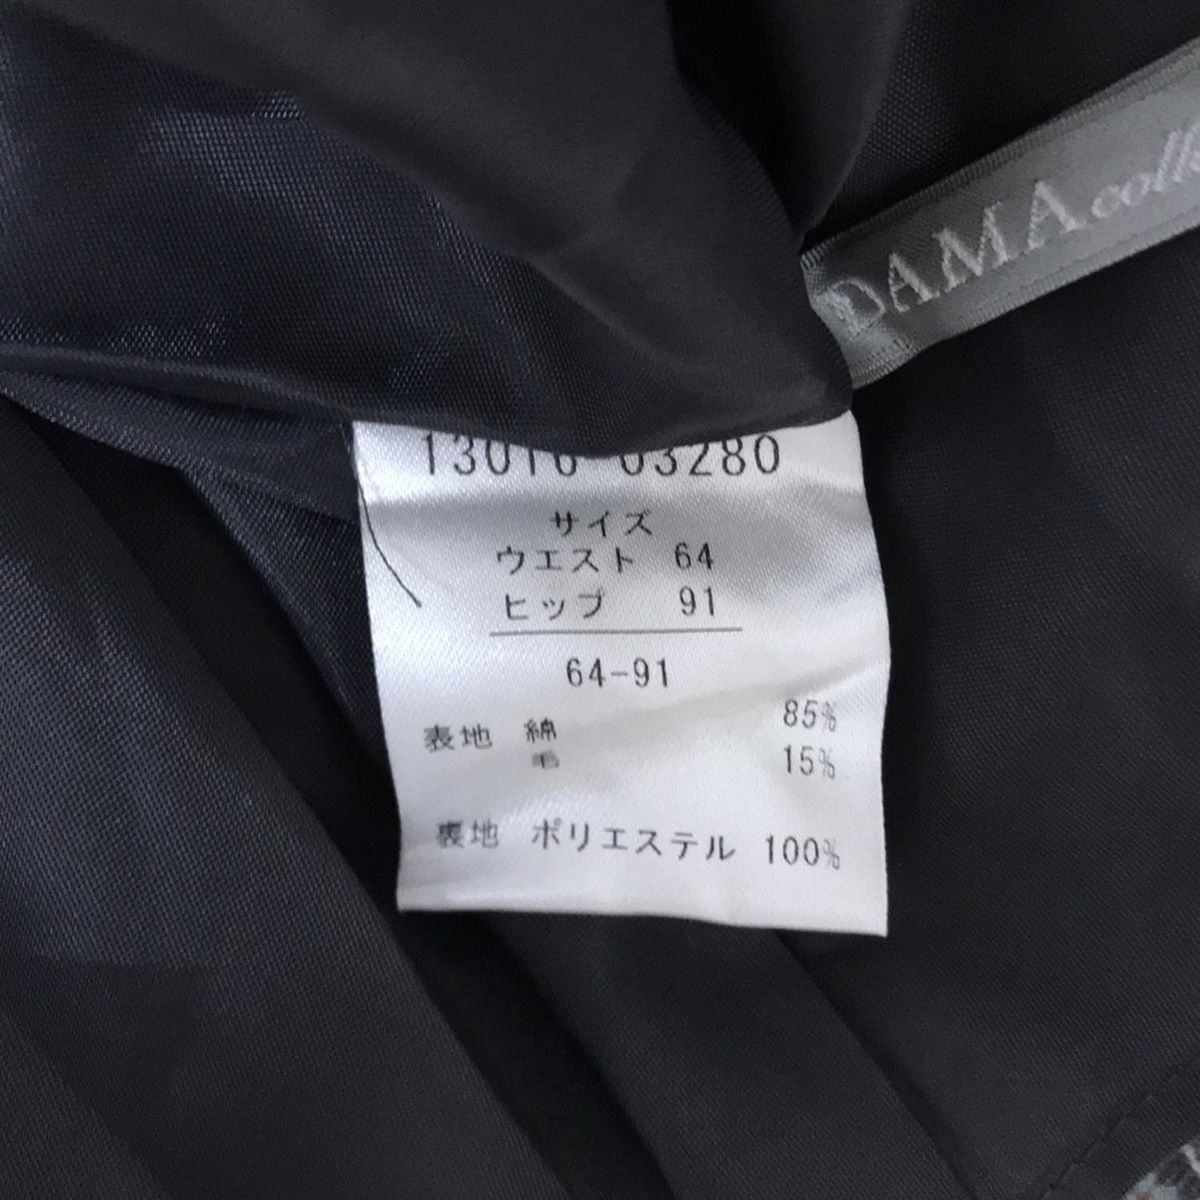 DAMA
13016 03280
サイズ
ウエスト 64
ヒップ 91
64-91
表地 綿 85%
毛 15%
裏地 ポリエステル 100%